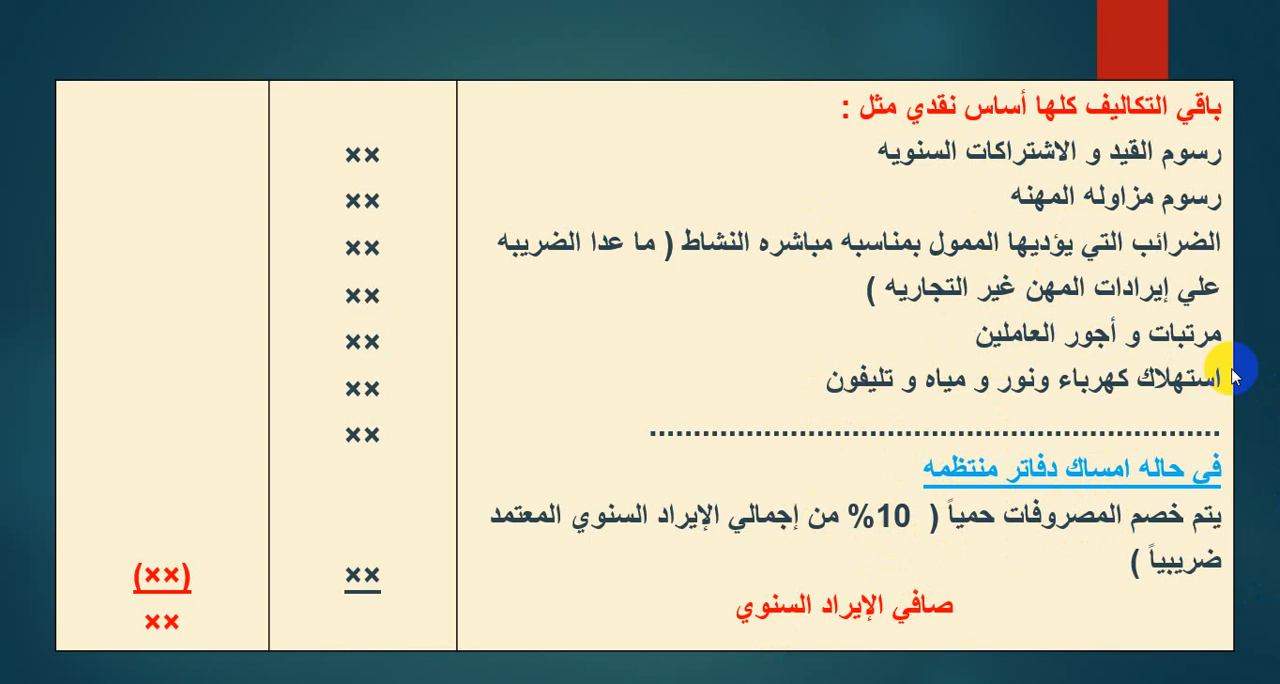 باقي التكاليف كلها أساس نقدي مثل :
رسوم القيد و الاشتراكات السنويه ××
رسوم مزاوله المهنه ××
الضرائب التي يؤديها الممول بمناسبه مباشره النشاط ( ما عدا الضريبه ××
علي إيرادات المهن غير التجاريه ) ××
مرتبات و أجور العاملين ××
استهلاك كهرباء ونور و مياه و تليفون ××
................................................................. ××
في حاله امساك دفاتر منتظمه
يتم خصم المصروفات حمياً ( 10% من إجمالي الإيراد السنوي المعتمد
ضريبياً ) ×× (××)
صافي الإيراد السنوي ××